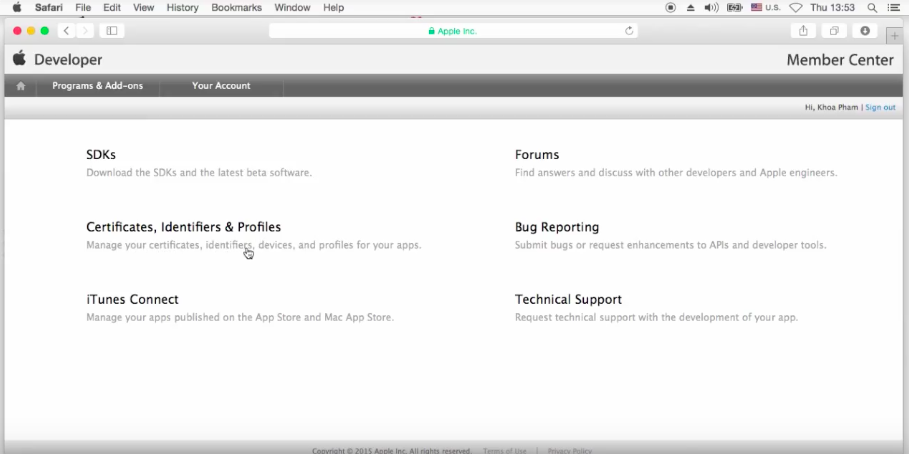 Safari File Edit View History Bookmarks Window Help U.S. Thu 13:53
Apple Inc.
Developer
Member Center
Programs & Add-ons Your Account
Hi, Khoa Pham | Sign out
SDKs
Download the SDKs and the latest beta software.
Forums
Find answers and discuss with other developers and Apple engineers.
Certificates, Identifiers & Profiles
Manage your certificates, identifiers, devices, and profiles for your apps.
Bug Reporting
Submit bugs or request enhancements to APIs and developer tools.
iTunes Connect
Manage your apps published on the App Store and Mac App Store.
Technical Support
Request technical support with the development of your app.
Copyright © 2015 Apple Inc. All rights reserved. Terms of Use | Privacy Policy